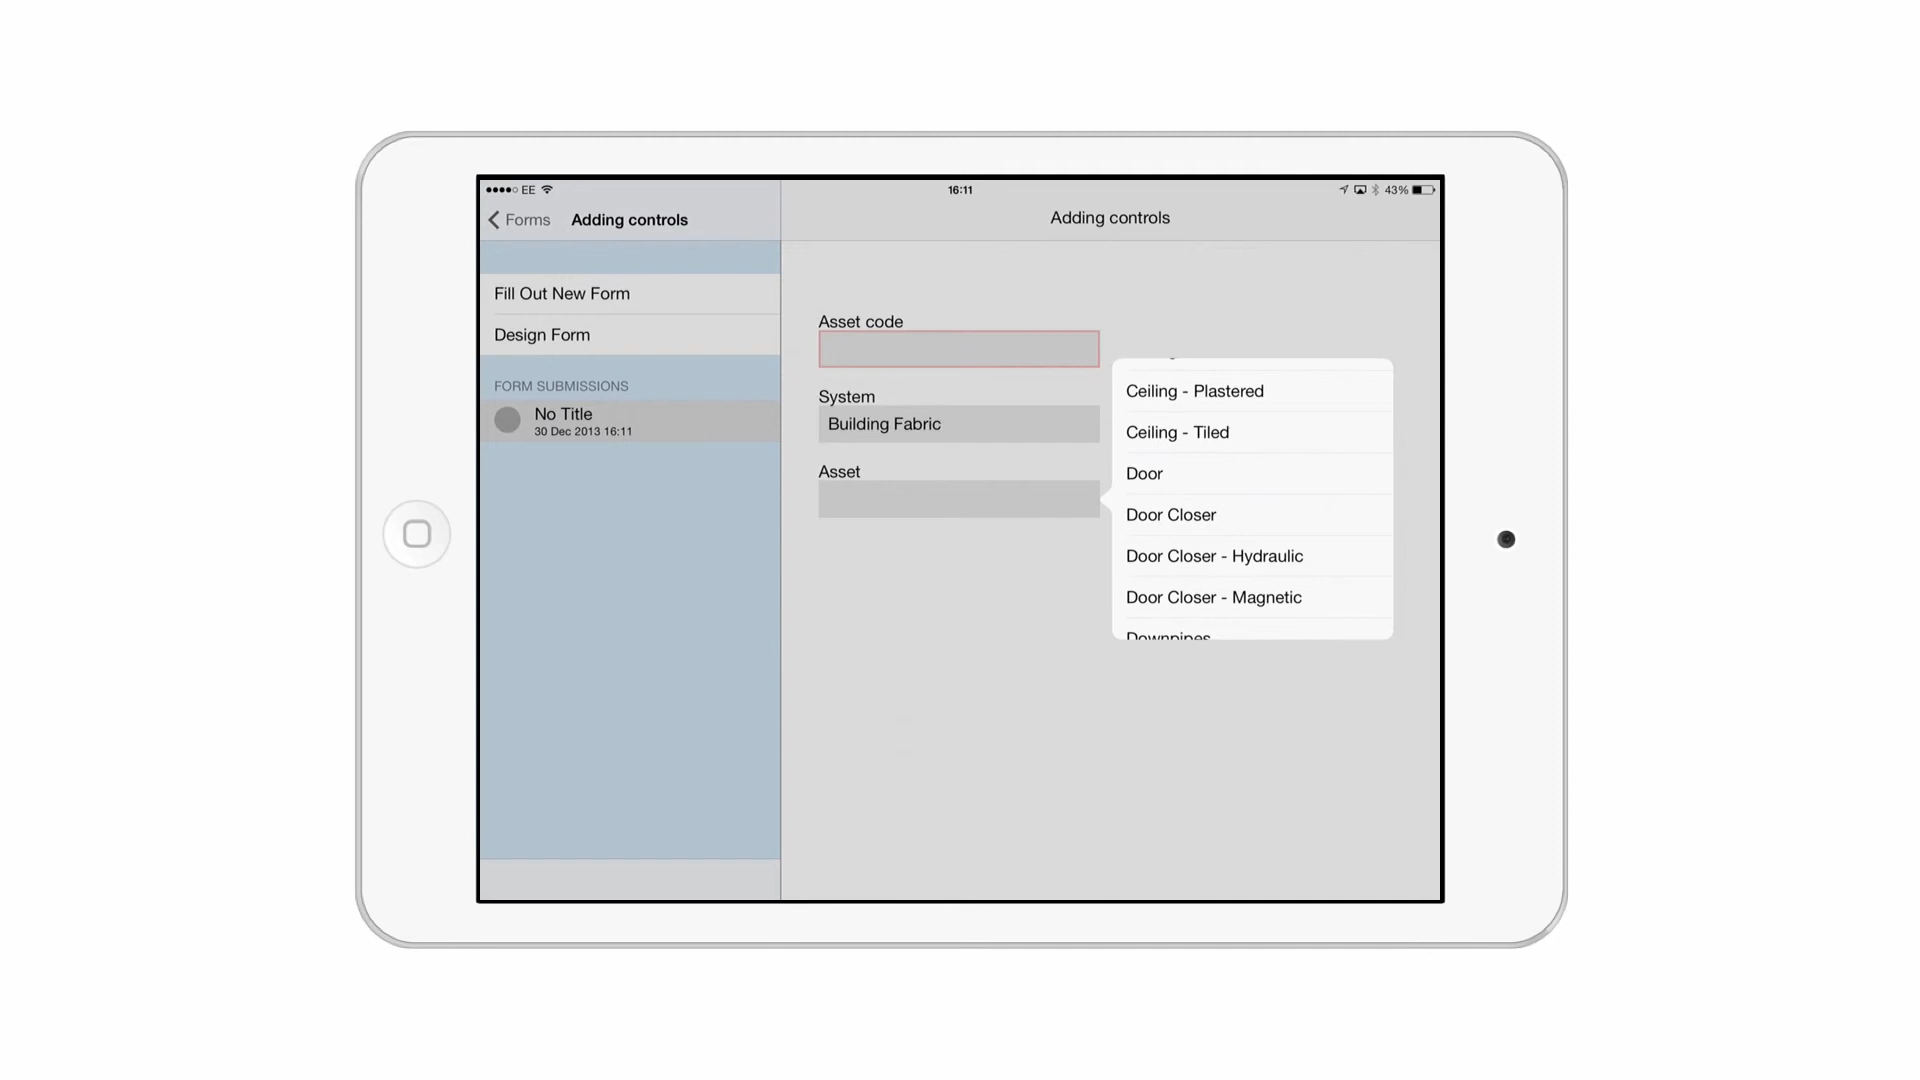 EE
16:11
43%
Forms
Adding controls
Adding controls
Fill Out New Form
Design Form
FORM SUBMISSIONS
No Title
30 Dec 2013 16:11
Asset code
System
Building Fabric
Asset
Ceiling - Plastered
Ceiling - Tiled
Door
Door Closer
Door Closer - Hydraulic
Door Closer - Magnetic
Downpipes